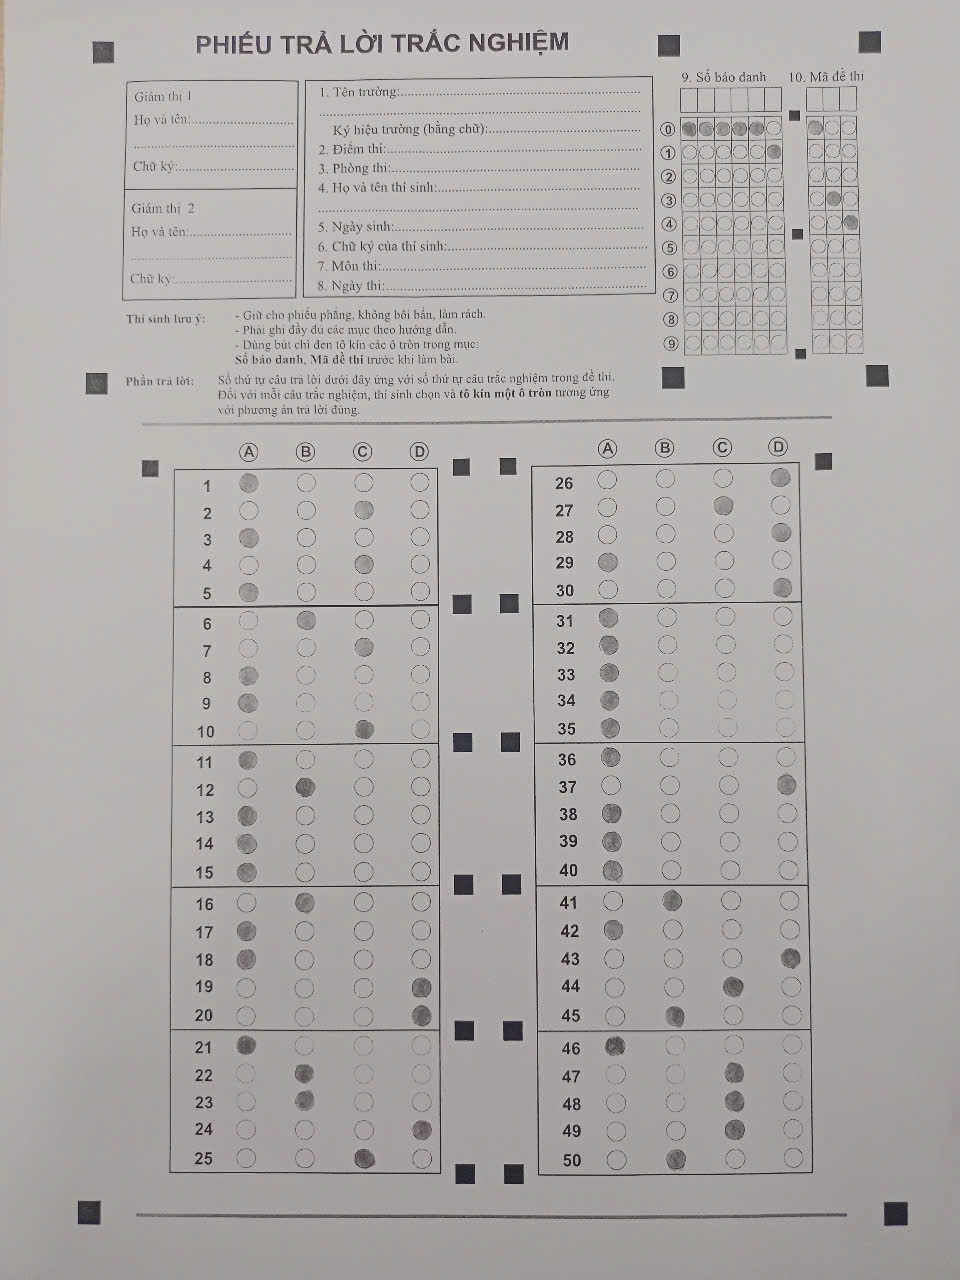 PHIẾU TRẢ LỜI TRẮC NGHIỆM
Giám thị 1
Họ và tên:
Chữ ký:
Giám thị 2
Họ và tên:
Chữ ký:
1. Tên trường:
Ký hiệu trường (bằng chữ):
2. Điểm thi:
3. Phòng thi:
4. Họ và tên thí sinh:
5. Ngày sinh:
6. Chữ ký của thí sinh:
7. Môn thi:
8. Ngày thi:
9. Số báo danh 10. Mã đề thi
0
1
2
3
4
5
6
7
8
9
Thí sinh lưu ý: - Giữ cho phiếu phẳng, không bôi bẩn, làm rách.
- Phải ghi đầy đủ các mục theo hướng dẫn.
- Dùng bút chì đen tô kín các ô tròn trong mục:
Số báo danh, Mã đề thi trước khi làm bài.
Phần trả lời: Số thứ tự câu trả lời dưới đây ứng với số thứ tự câu trắc nghiệm trong đề thi.
Đối với mỗi câu trắc nghiệm, thí sinh chọn và tô kín một ô tròn tương ứng
với phương án trả lời đúng.
A B C D
1
2
3
4
5
6
7
8
9
10
11
12
13
14
15
16
17
18
19
20
21
22
23
24
25
A B C D
26
27
28
29
30
31
32
33
34
35
36
37
38
39
40
41
42
43
44
45
46
47
48
49
50